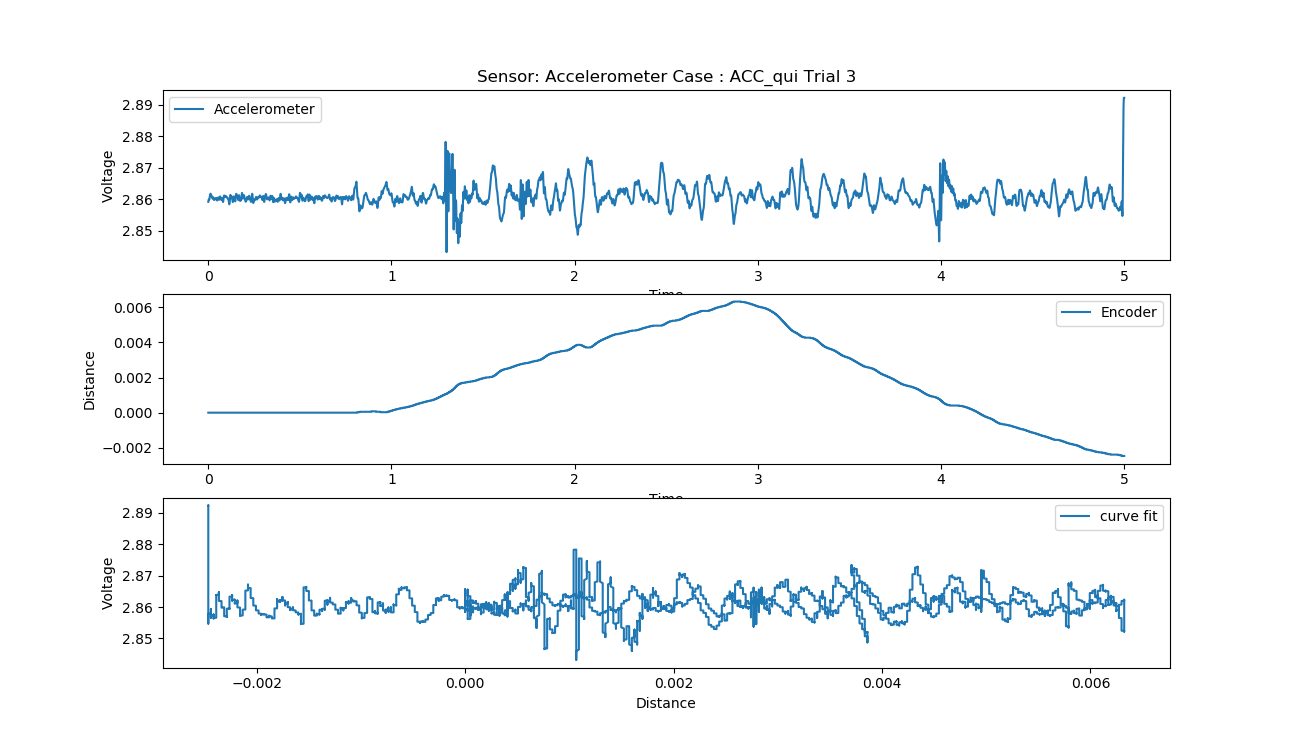 Sensor: Accelerometer Case : ACC_qui Trial 3
Accelerometer
Voltage
2.89
2.88
2.87
2.86
2.85
0 1 2 3 4 5
Time
Encoder
Distance
0.006
0.004
0.002
0.000
−0.002
0 1 2 3 4 5
Time
curve fit
Voltage
2.89
2.88
2.87
2.86
2.85
−0.002 0.000 0.002 0.004 0.006
Distance